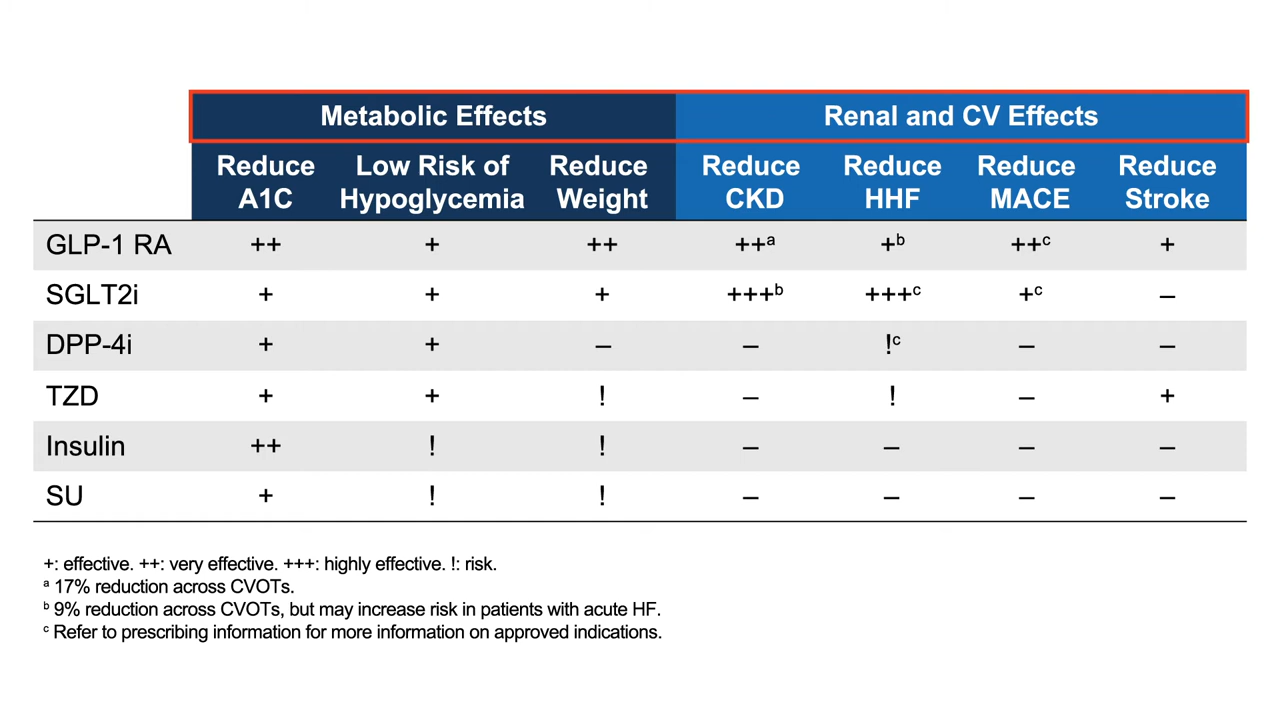 Metabolic Effects Renal and CV Effects
Reduce A1C Low Risk of Hypoglycemia Reduce Weight Reduce CKD Reduce HHF Reduce MACE Reduce Stroke
GLP-1 RA ++ + ++ ++ᵃ +ᵇ ++ᶜ +
SGLT2i + + + +++ᵇ +++ᶜ +ᶜ –
DPP-4i + + – – !ᶜ – –
TZD + + ! – ! – +
Insulin ++ ! ! – – – –
SU + ! ! – – – –
+: effective. ++: very effective. +++: highly effective. !: risk.
ᵃ 17% reduction across CVOTs.
ᵇ 9% reduction across CVOTs, but may increase risk in patients with acute HF.
ᶜ Refer to prescribing information for more information on approved indications.